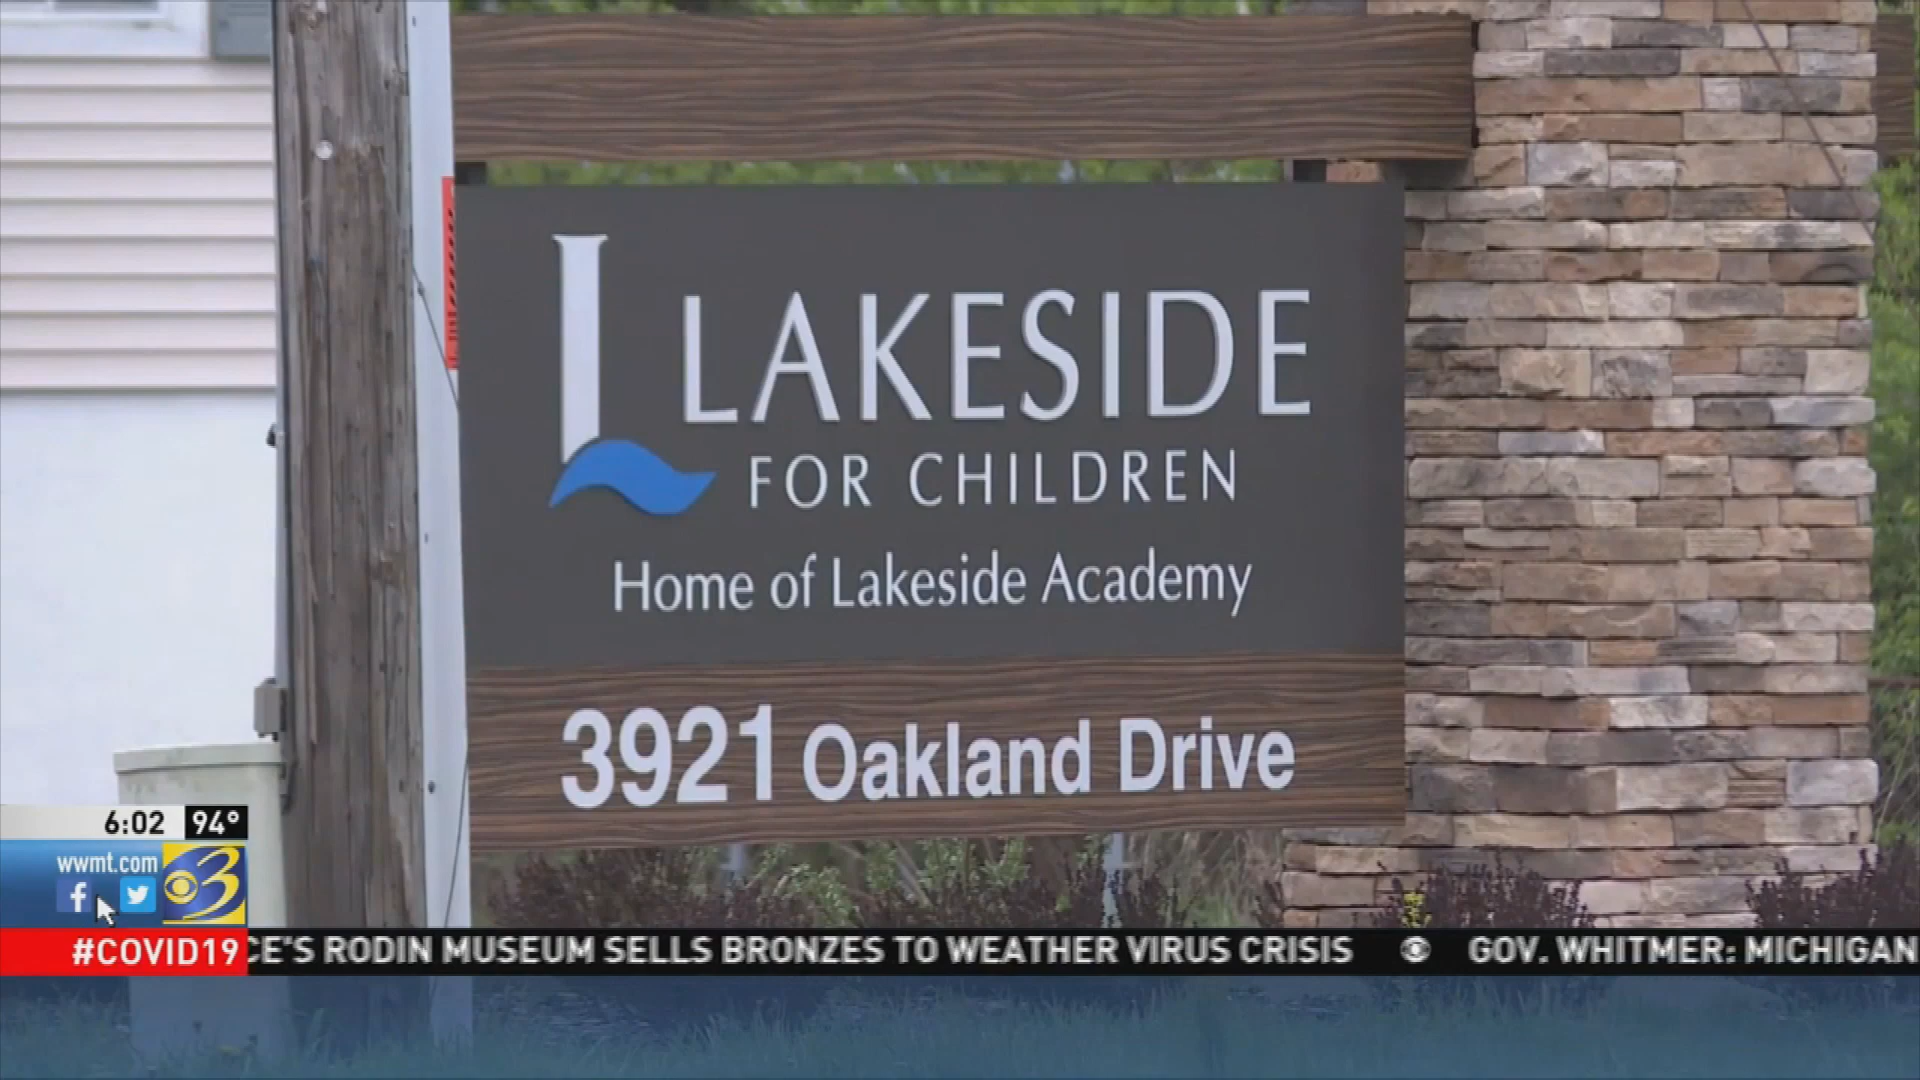 L LAKESIDE
FOR CHILDREN
Home of Lakeside Academy
3921 Oakland Drive
6:02 94°
wwmt.com
f
3
#COVID19 CE'S RODIN MUSEUM SELLS BRONZES TO WEATHER VIRUS CRISIS GOV. WHITMER: MICHIGAN